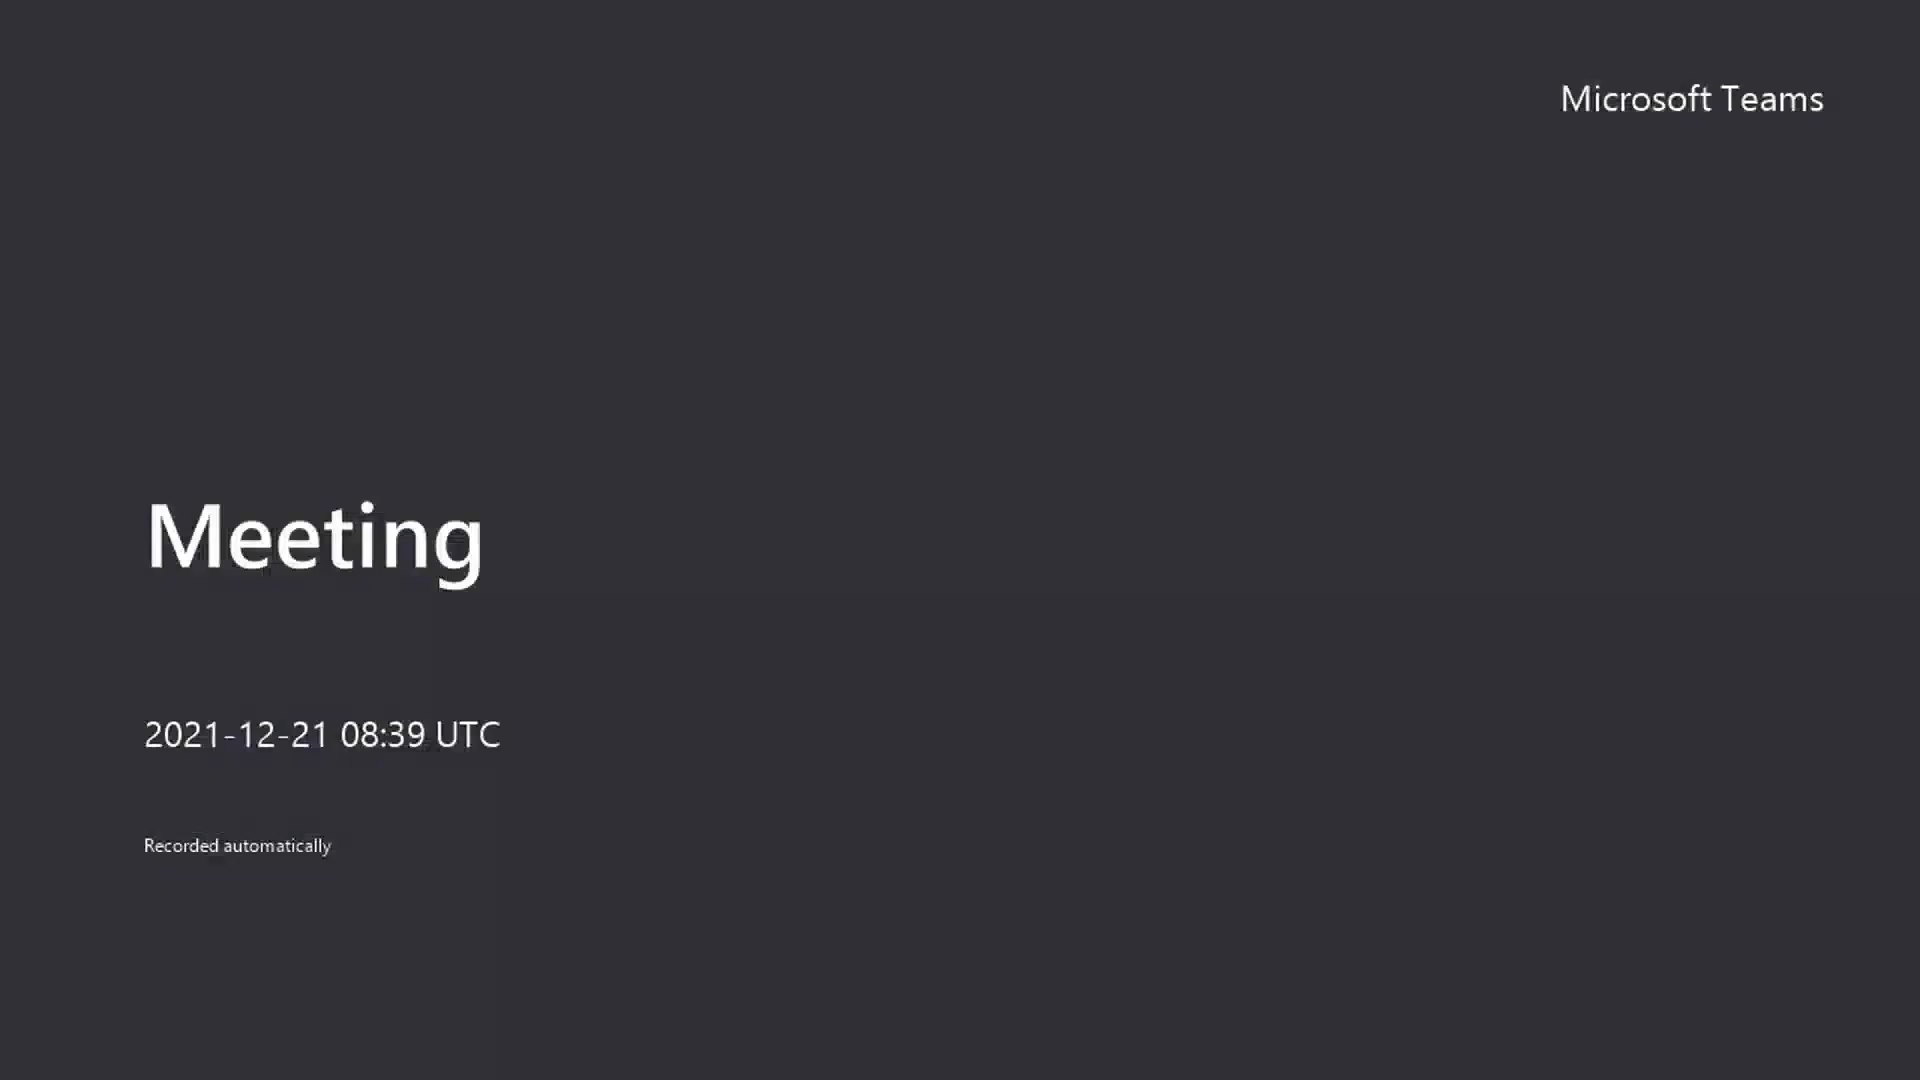 Microsoft Teams
Meeting
2021-12-21 08:39 UTC
Recorded automatically